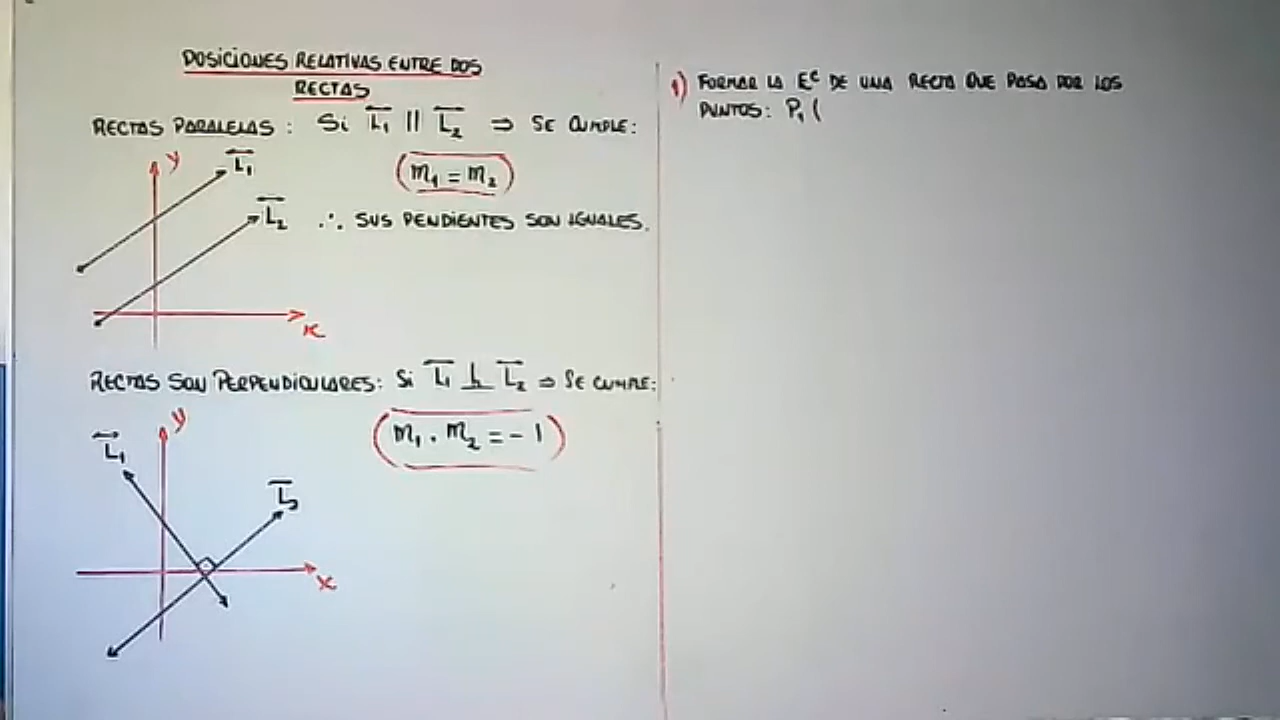 POSICIONES RELATIVAS ENTRE DOS
RECTAS
RECTAS PARALELAS: Si L₁ || L₂ ⇒ SE CUMPLE:
m₁ = m₂
∴ SUS PENDIENTES SON IGUALES.
y
L₁
L₂
x
RECTAS SON PERPENDICULARES: Si L₁ ⊥ L₂ ⇒ SE CUMPLE:
m₁ . m₂ = - 1
y
L₁
L₂
x
1) FORMAR LA Eᶜ DE UNA RECTA QUE PASA POR LOS
PUNTOS: P₁ (